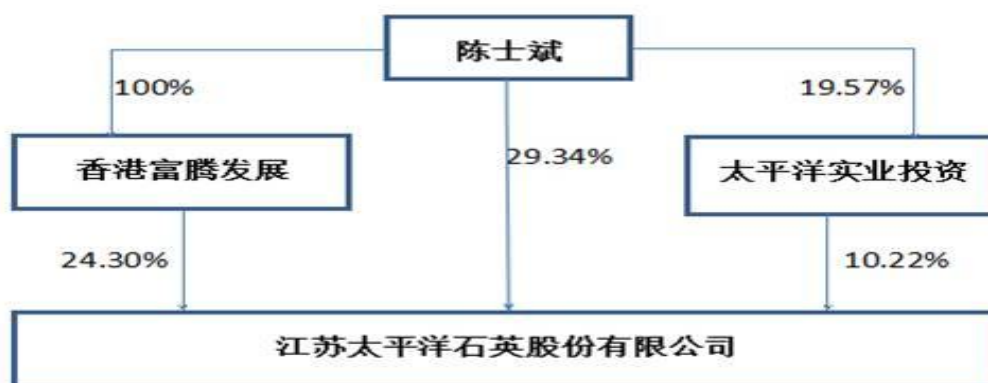 陈士斌
100%
19.57%
29.34%
香港富腾发展
太平洋实业投资
24.30%
10.22%
江苏太平洋石英股份有限公司